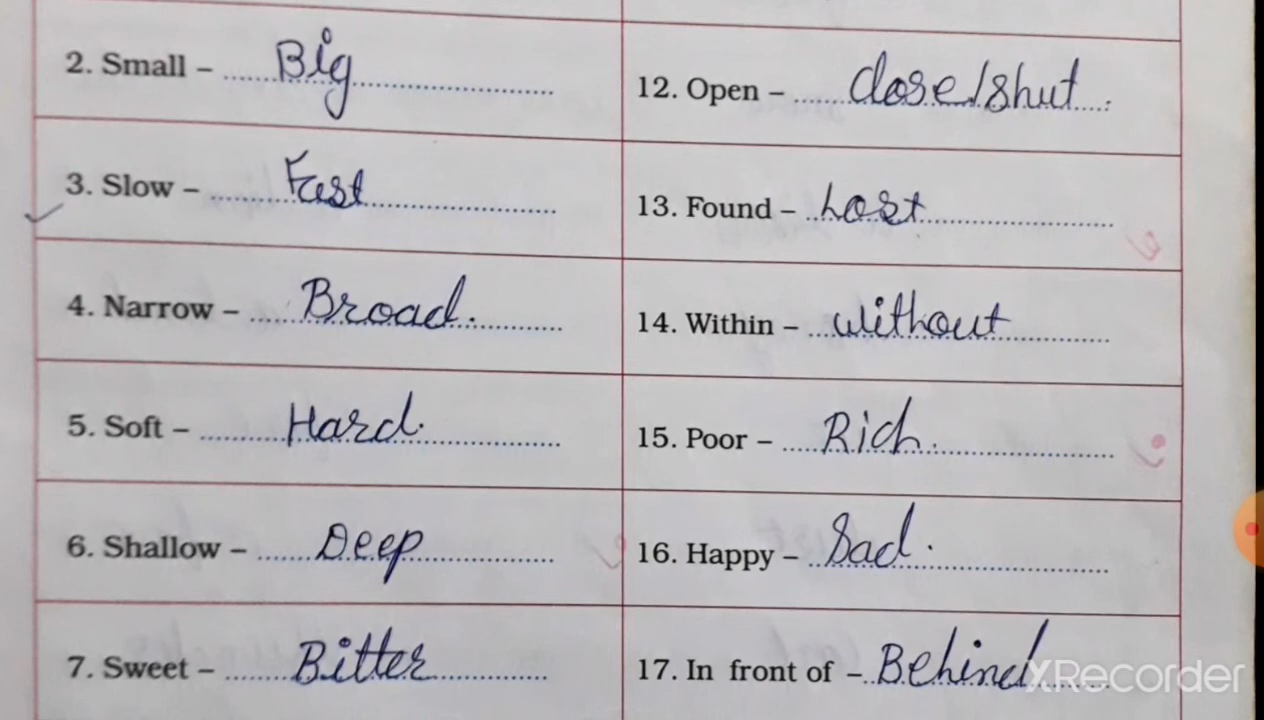 2. Small – Big
12. Open – close/shut
3. Slow – Fast
13. Found – Lost
4. Narrow – Broad.
14. Within – without
5. Soft – Hard.
15. Poor – Rich.
6. Shallow – Deep
16. Happy – Sad.
7. Sweet – Bitter
17. In front of – Behind
XRecorder